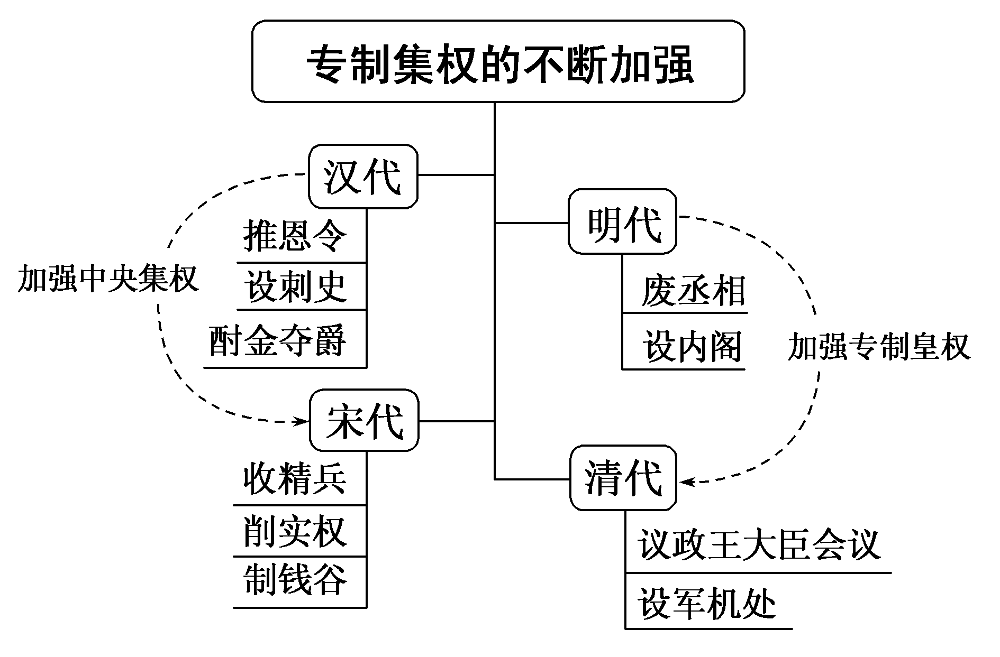 专制集权的不断加强
汉代
推恩令
设刺史
酎金夺爵
加强中央集权
宋代
收精兵
削实权
制钱谷
明代
废丞相
设内阁
加强专制皇权
清代
议政王大臣会议
设军机处